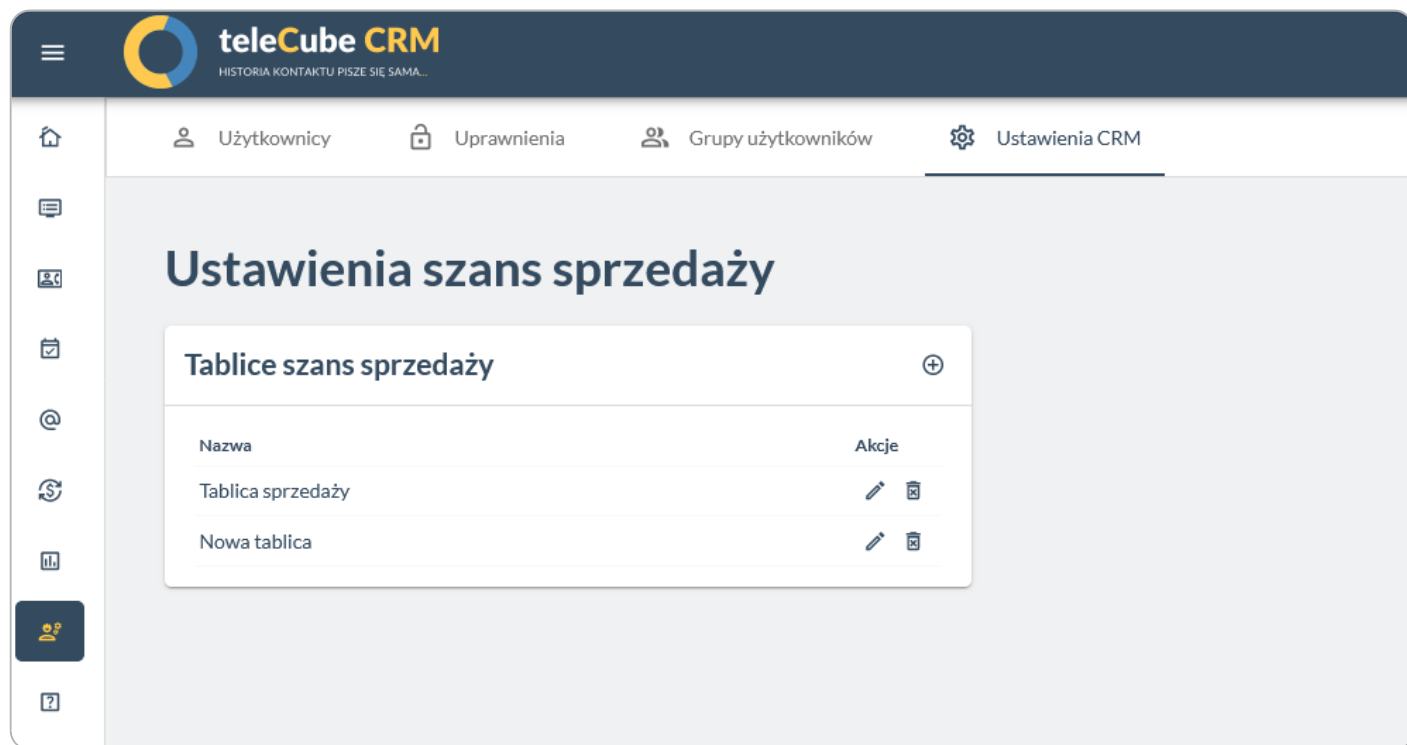 teleCube CRM
HISTORIA KONTAKTU PISZE SIĘ SAMA...
Użytkownicy
Uprawnienia
Grupy użytkowników
Ustawienia CRM
Ustawienia szans sprzedaży
Tablice szans sprzedaży
Nazwa
Akcje
Tablica sprzedaży
Nowa tablica